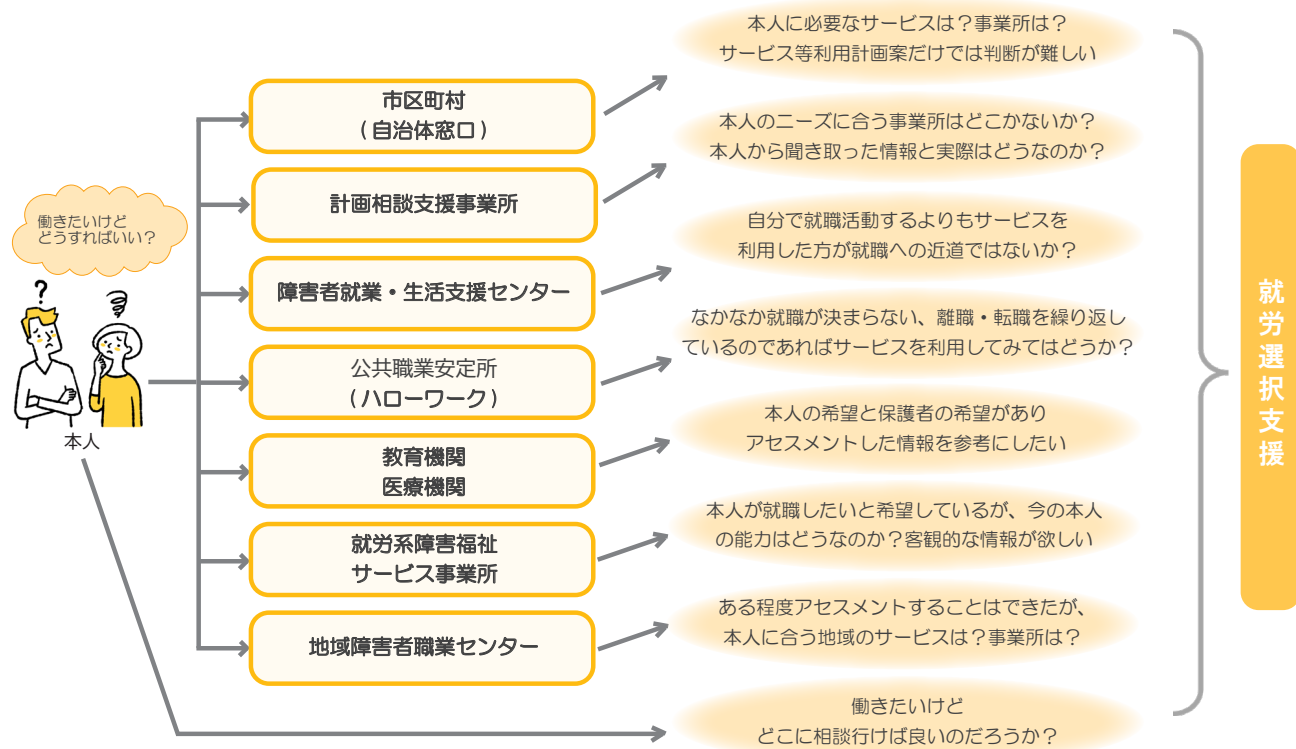 働きたいけど
どうすればいい？
?
本人
市区町村
(自治体窓口)
本人に必要なサービスは？事業所は？
サービス等利用計画案だけでは判断が難しい
計画相談支援事業所
本人のニーズに合う事業所はどこかないか？
本人から聞き取った情報と実際はどうなのか？
障害者就業・生活支援センター
自分で就職活動するよりもサービスを
利用した方が就職への近道ではないか？
公共職業安定所
(ハローワーク)
なかなか就職が決まらない、離職・転職を繰り返し
ているのであればサービスを利用してみてはどうか？
教育機関
医療機関
本人の希望と保護者の希望があり
アセスメントした情報を参考にしたい
就労系障害福祉
サービス事業所
本人が就職したいと希望しているが、今の本人
の能力はどうなのか？客観的な情報が欲しい
地域障害者職業センター
ある程度アセスメントすることはできたが、
本人に合う地域のサービスは？事業所は？
働きたいけど
どこに相談行けば良いのだろうか？
就労選択支援